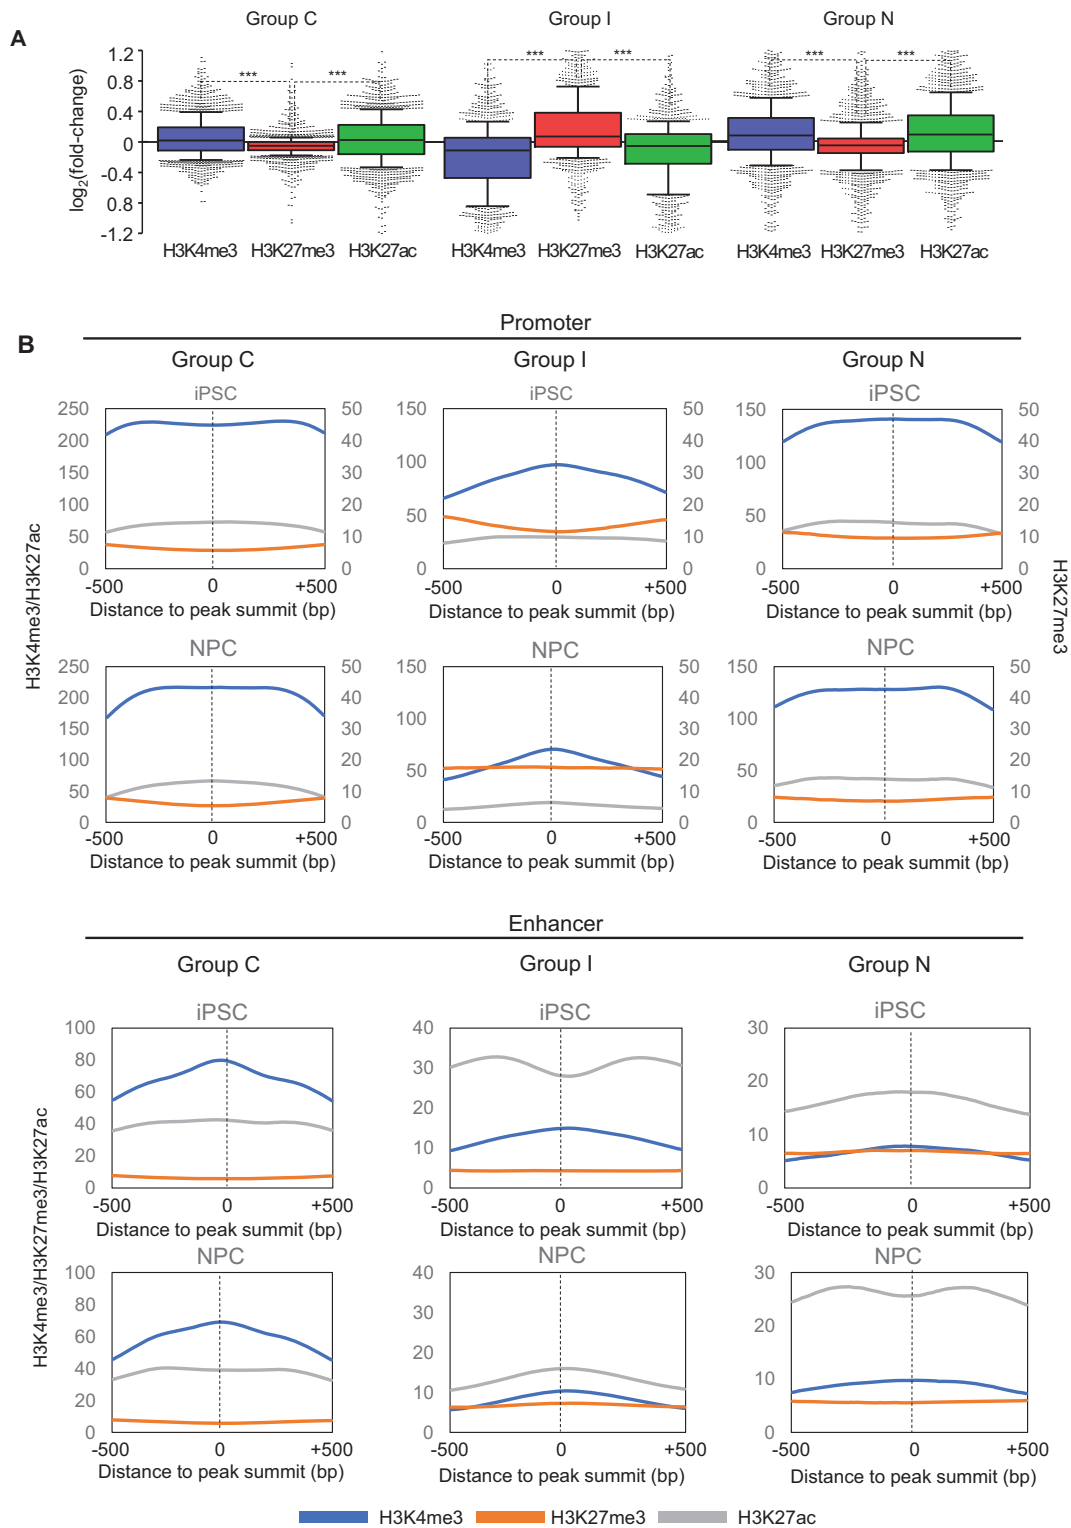 A
Group C
Group I
Group N
log2(fold-change)
1.2
0.8
0.4
0
-0.4
0.8
-1.2
*** ***
*** ***
*** ***
H3K4me3 H3K27me3 H3K27ac
H3K4me3 H3K27me3 H3K27ac
H3K4me3 H3K27me3 H3K27ac
B
Promoter
Group C
Group I
Group N
H3K4me3/H3K27ac
H3K27me3
iPSC
250
200
150
100
50
0
50
40
30
20
10
0
-500 0 +500
Distance to peak summit (bp)
iPSC
150
100
50
0
50
40
30
20
10
0
-500 0 +500
Distance to peak summit (bp)
iPSC
150
100
50
0
50
40
30
20
10
0
-500 0 +500
Distance to peak summit (bp)
NPC
250
200
150
100
50
0
50
40
30
20
10
0
-500 0 +500
Distance to peak summit (bp)
NPC
150
100
50
0
50
40
30
20
10
0
-500 0 +500
Distance to peak summit (bp)
NPC
150
100
50
0
50
40
30
20
10
0
-500 0 +500
Distance to peak summit (bp)
Enhancer
Group C
Group I
Group N
H3K4me3/H3K27me3/H3K27ac
iPSC
100
80
60
40
20
0
-500 0 +500
Distance to peak summit (bp)
iPSC
40
30
20
10
0
-500 0 +500
Distance to peak summit (bp)
iPSC
30
20
10
0
-500 0 +500
Distance to peak summit (bp)
NPC
100
80
60
40
20
0
-500 0 +500
Distance to peak summit (bp)
NPC
40
30
20
10
0
-500 0 +500
Distance to peak summit (bp)
NPC
30
20
10
0
-500 0 +500
Distance to peak summit (bp)
H3K4me3 H3K27me3 H3K27ac